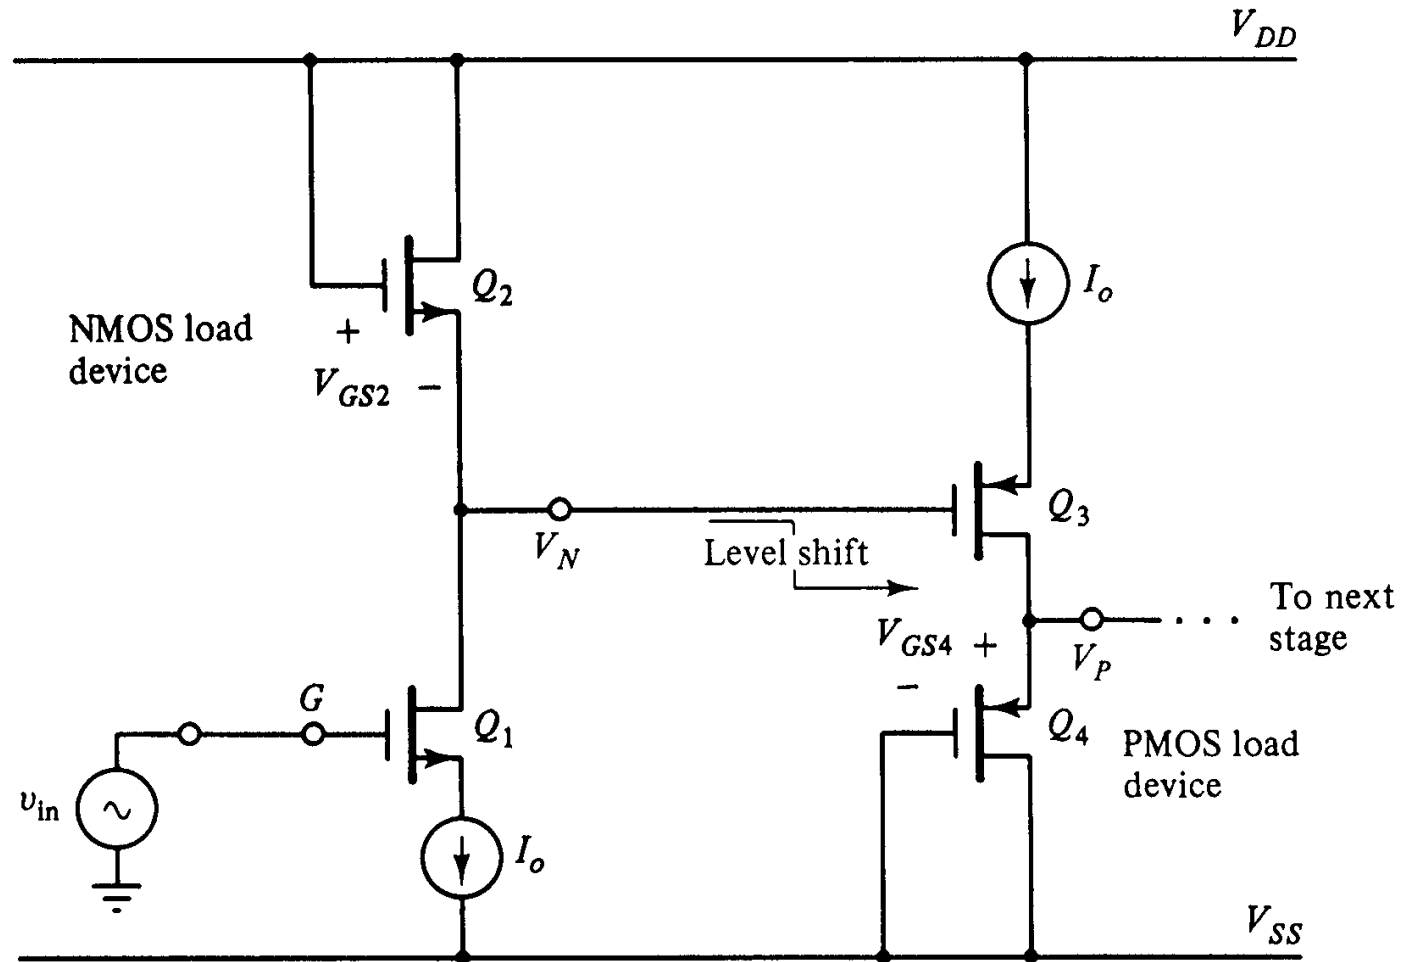 V_DD
Q_2
I_o
NMOS load
device
+
V_GS2 −
Q_3
V_N
Level shift
To next
stage
V_GS4 +
−
V_P
G
Q_1
Q_4
PMOS load
device
v_in
I_o
V_SS